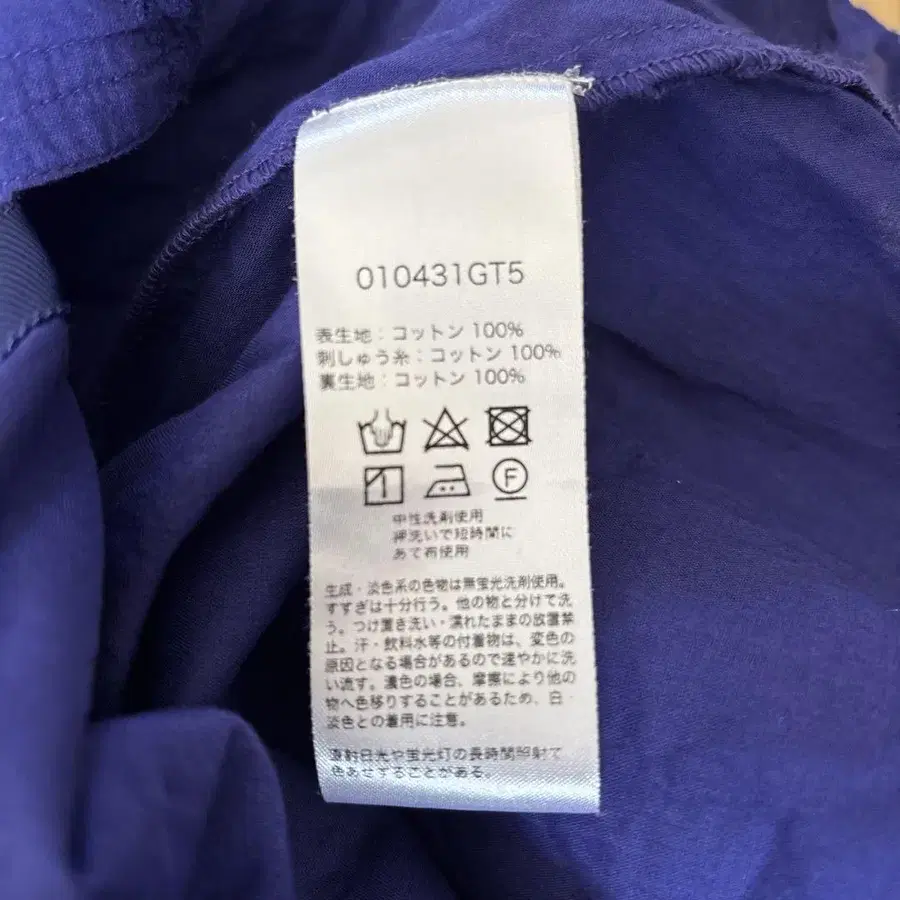 010431GT5
表生地：コットン 100%
刺しゅう糸：コットン 100%
裏生地：コットン 100%
F
中性洗剤使用
押洗いで短時間に
あて布使用
生成・淡色系の色物は無蛍光洗剤使用。
すすぎは十分行う。他の物と分けて洗
う。つけ置き洗い・濡れたままの放置禁
止。汗・飲料水等の付着物は、変色の
原因となる場合があるので速やかに洗
い流す。濃色の場合、摩擦により他の
物へ色移りすることがあるため、白・
淡色との着用に注意。
直射日光や蛍光灯の長時間照射で
色あせすることがある。